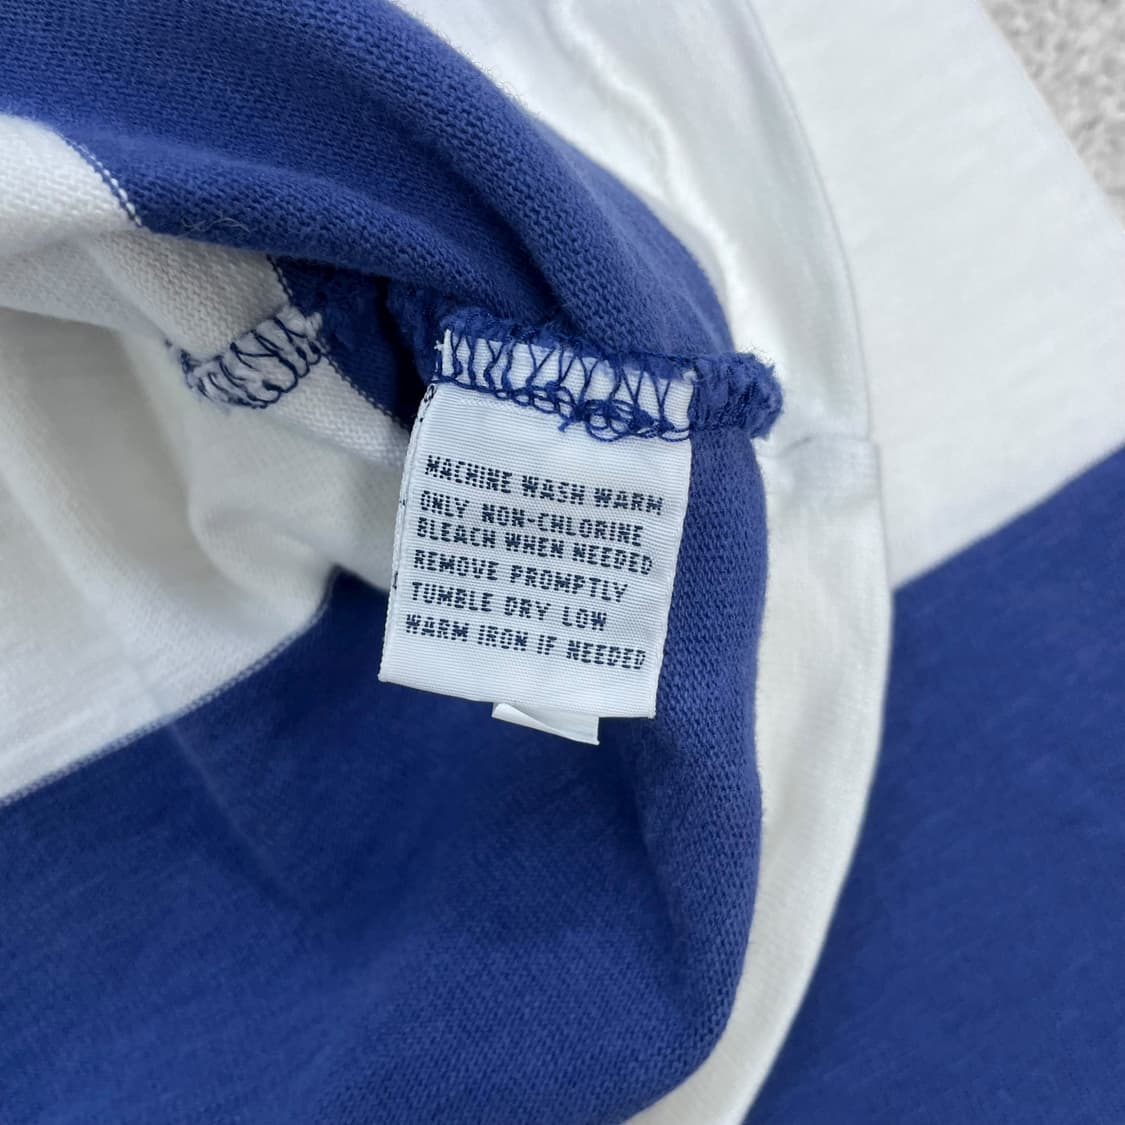 MACHINE WASH WARM
ONLY NON-CHLORINE
BLEACH WHEN NEEDED
REMOVE PROMPTLY
TUMBLE DRY LOW
WARM IRON IF NEEDED